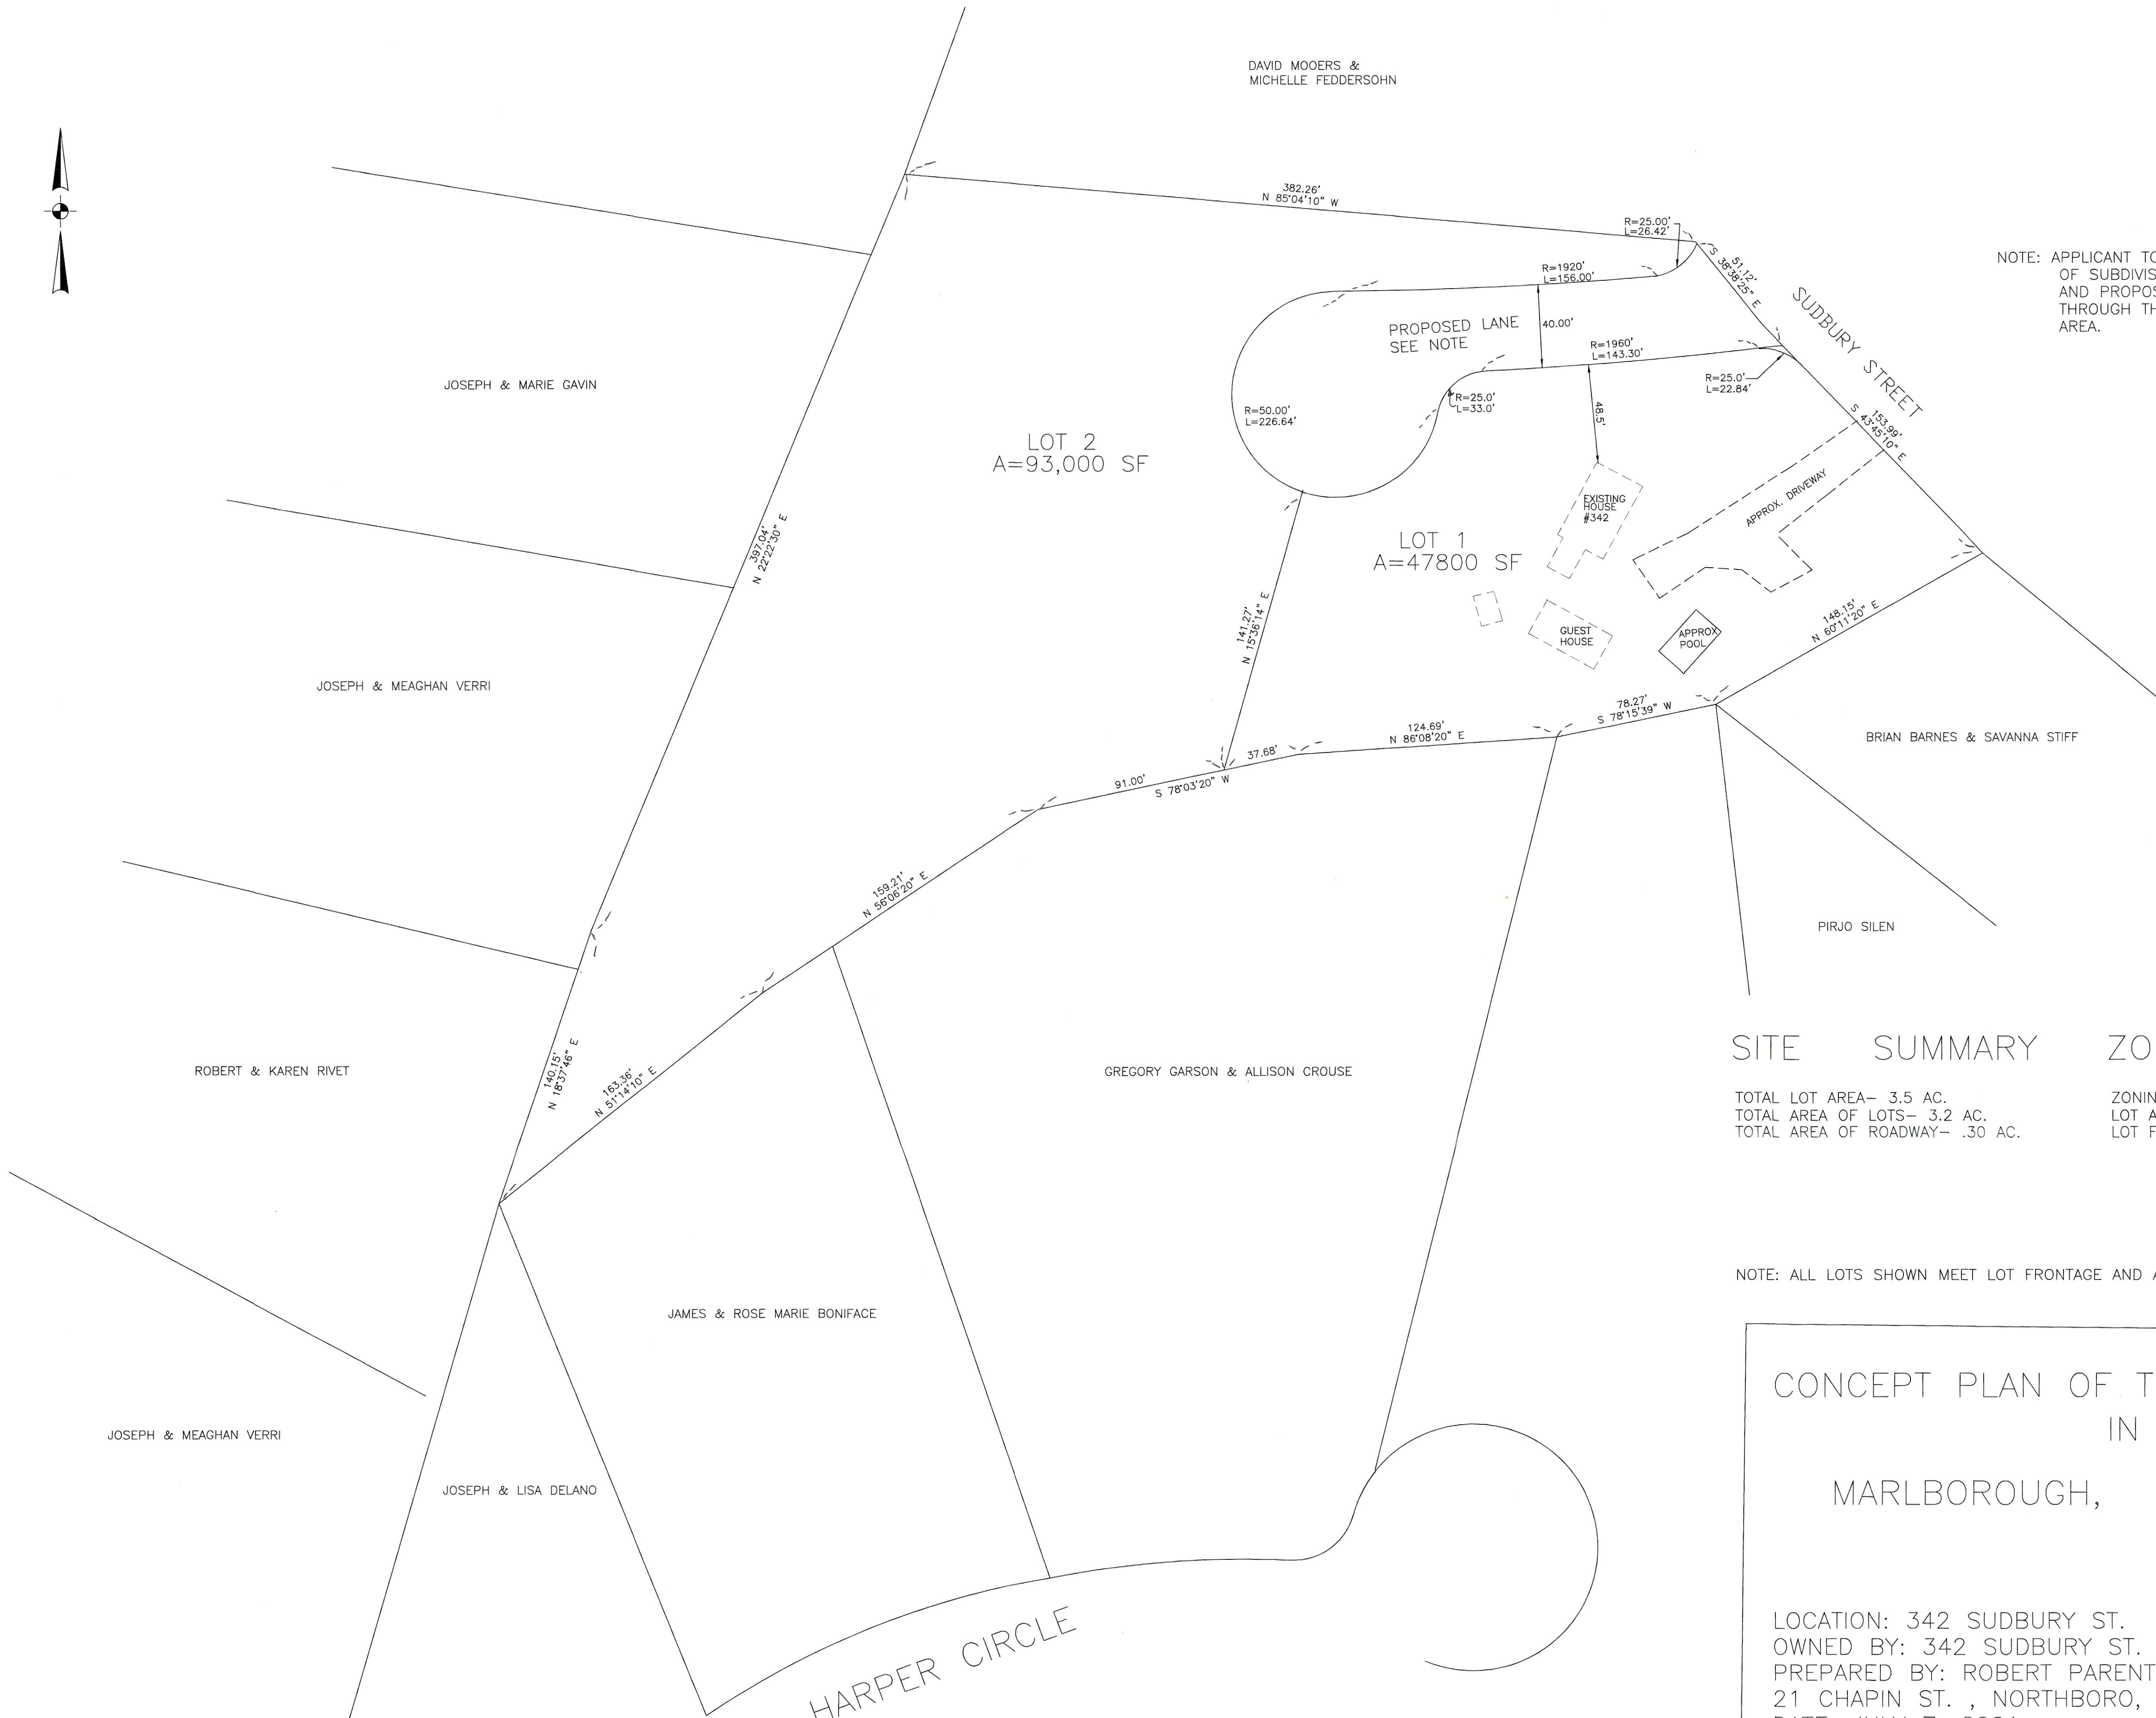 DAVID MOOERS &
MICHELLE FEDDERSOHN
382.26'
N 85°04'10" W
R=25.00'
L=26.42'
51.12'
S 38°38'25" E
SUDBURY STREET
NOTE: APPLICANT TO
OF SUBDIVIS
AND PROPOS
THROUGH TH
AREA.
R=1920'
L=156.00'
PROPOSED LANE
SEE NOTE
40.00'
R=1960'
L=143.30'
R=25.0'
L=22.84'
JOSEPH & MARIE GAVIN
R=50.00'
L=226.64'
R=25.0'
L=33.0'
48.5'
153.99'
S 43°45'10" E
LOT 2
A=93,000 SF
397.04'
N 22°22'30" E
EXISTING
HOUSE
#342
APPROX. DRIVEWAY
LOT 1
A=47800 SF
141.27'
N 15°36'14" E
GUEST
HOUSE
APPROX
POOL
148.15'
N 60°11'20" E
JOSEPH & MEAGHAN VERRI
78.27'
S 78°15'39" W
124.69'
N 86°08'20" E
37.68'
91.00'
S 78°03'20" W
BRIAN BARNES & SAVANNA STIFF
159.21'
N 56°06'20" E
PIRJO SILEN
140.15'
N 18°37'46" E
163.36'
N 51°14'10" E
ROBERT & KAREN RIVET
GREGORY GARSON & ALLISON CROUSE
SITE SUMMARY ZO
TOTAL LOT AREA- 3.5 AC.
TOTAL AREA OF LOTS- 3.2 AC.
TOTAL AREA OF ROADWAY- .30 AC.
ZONIN
LOT A
LOT F
NOTE: ALL LOTS SHOWN MEET LOT FRONTAGE AND A
JAMES & ROSE MARIE BONIFACE
JOSEPH & MEAGHAN VERRI
JOSEPH & LISA DELANO
HARPER CIRCLE
CONCEPT PLAN OF T
IN
MARLBOROUGH,
LOCATION: 342 SUDBURY ST.
OWNED BY: 342 SUDBURY ST.
PREPARED BY: ROBERT PARENT
21 CHAPIN ST. , NORTHBORO,